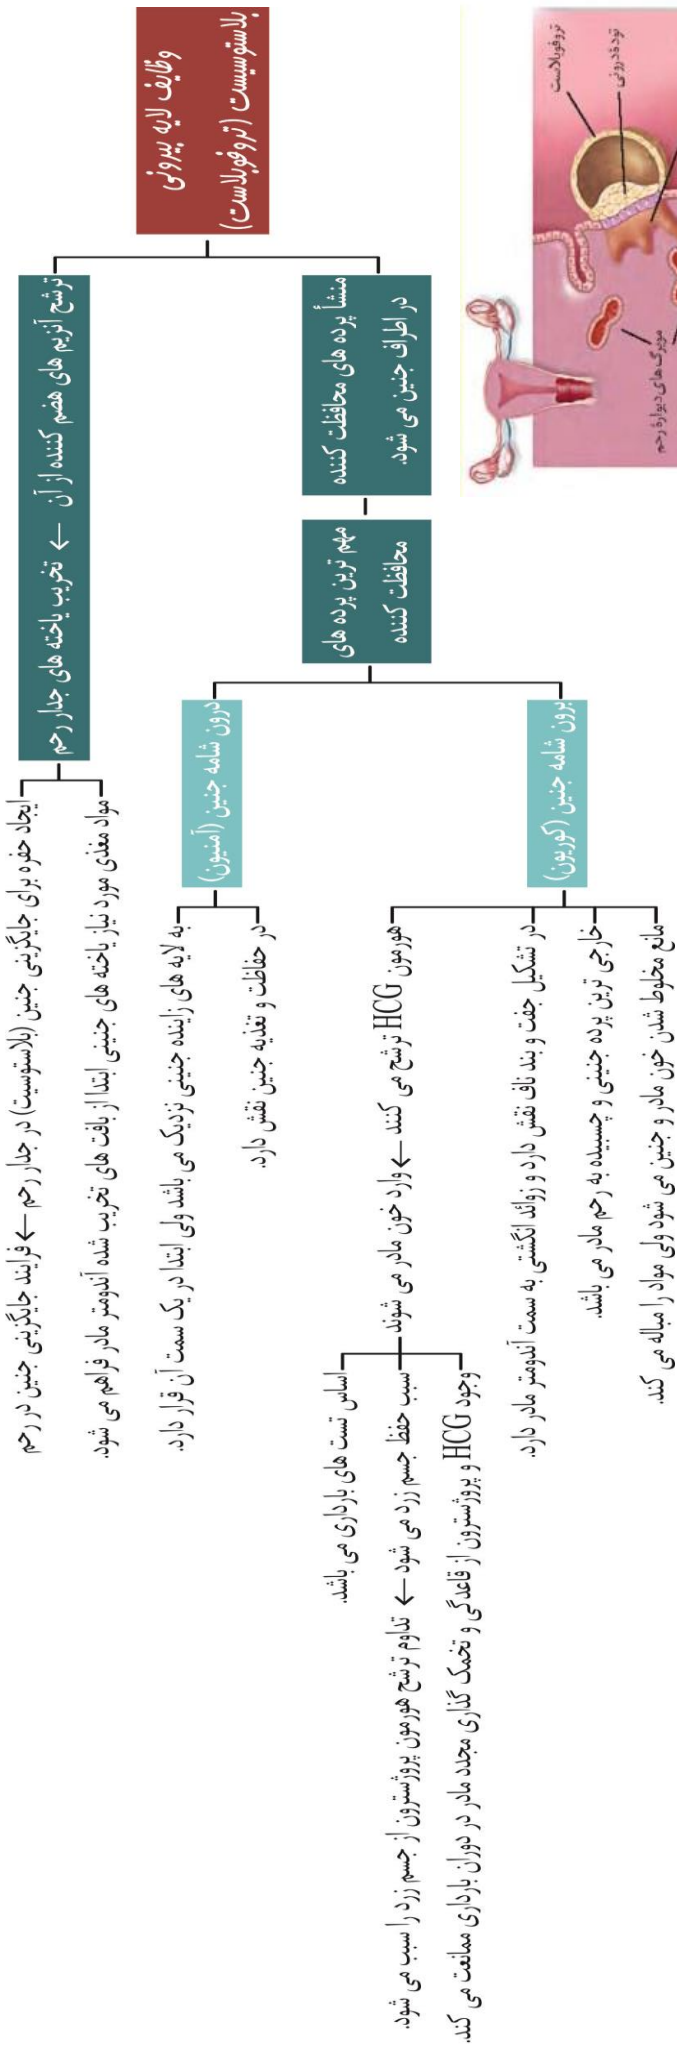 وظایف لایه بیرونی
بلاستوسیست (تروفوبلاست)
ترشح آنزیم های هضم کننده از آن ← تخریب یاخته های جدار رحم
ایجاد حفره برای جایگزینی جنین (بلاستوسیت) در جدار رحم ← فرایند جایگزینی جنین در رحم
مواد مغذی مورد نیاز یاخته های جنینی ابتدا از بافت های تخریب شده آندومتر مادر فراهم می شود.
منشأ پرده های محافظت کننده
در اطراف جنین می شود.
مهم ترین پرده های
محافظت کننده
درون شامه جنین (آمنیون)
به لایه های زاینده جنینی نزدیک می باشد ولی ابتدا در یک سمت آن قرار دارد.
در حفاظت و تغذیه جنین نقش دارد.
برون شامه جنین (کوریون)
هورمون HCG ترشح می کنند ← وارد خون مادر می شوند
اساس تست های بارداری می باشد.
سبب حفظ جسم زرد می شود ← تداوم ترشح هورمون پروژسترون از جسم زرد را سبب می شود.
وجود HCG و پروژسترون از قاعدگی و تخمک گذاری مجدد مادر در دوران بارداری ممانعت می کند.
در تشکیل جفت و بند ناف نقش دارد و زوائد انگشتی به سمت آندومتر مادر دارد.
خارجی ترین پرده جنینی و چسبیده به رحم مادر می باشد.
مانع مخلوط شدن خون مادر و جنین می شود ولی مواد را مباله می کند.
تروفوبلاست
تودهٔ درونی
مویرگ های دیوارهٔ رحم